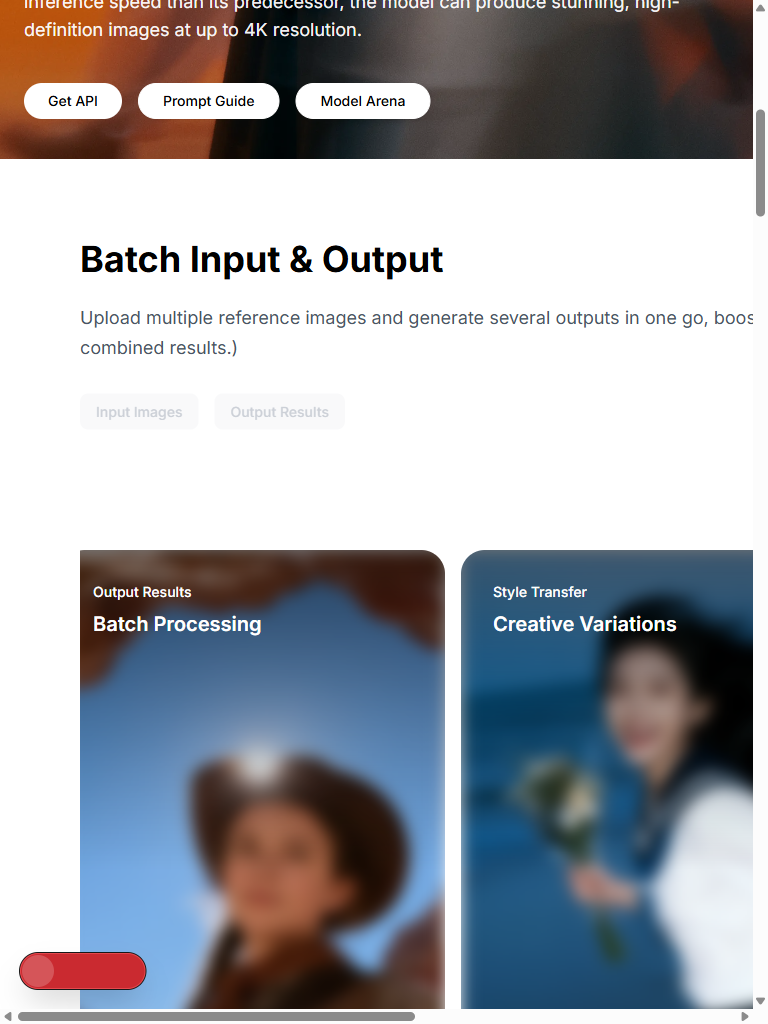 inference speed than its predecessor, the model can produce stunning, high-
definition images at up to 4K resolution.
Get API
Prompt Guide
Model Arena
Batch Input & Output
Upload multiple reference images and generate several outputs in one go, boos
combined results.)
Input Images
Output Results
Output Results
Batch Processing
Style Transfer
Creative Variations